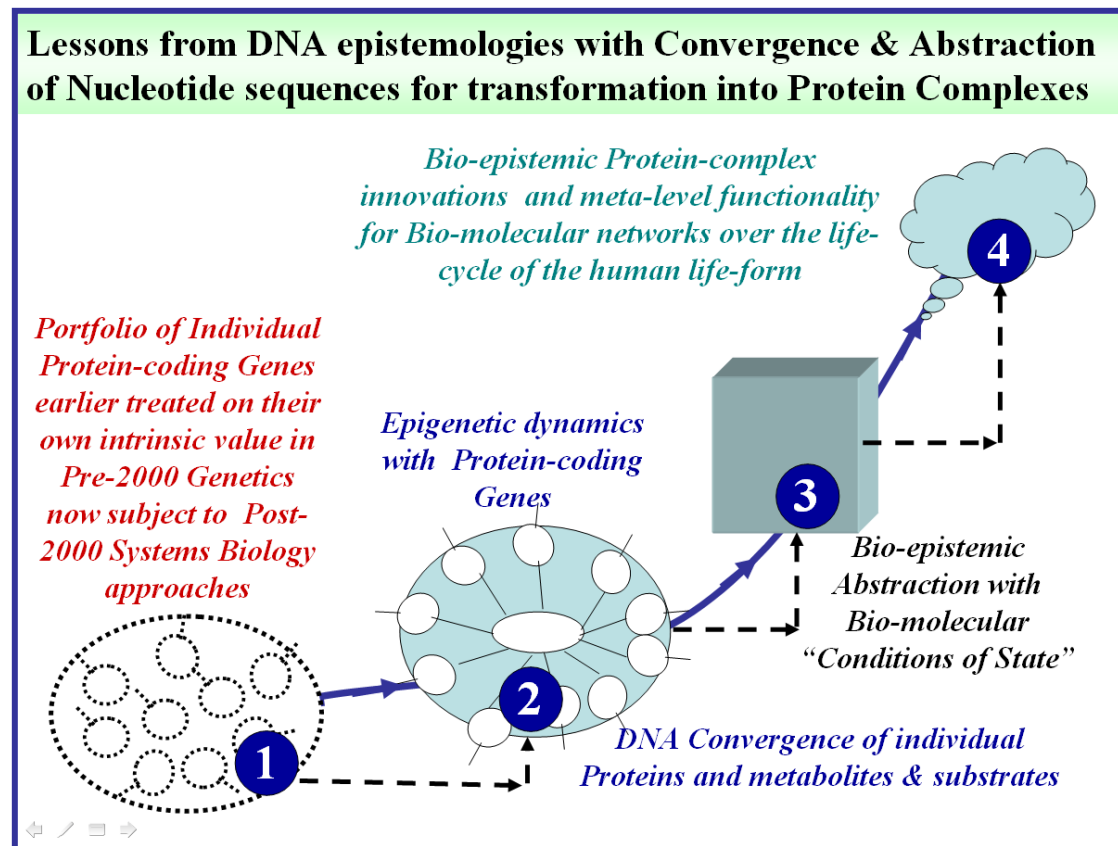 Lessons from DNA epistemologies with Convergence & Abstraction
of Nucleotide sequences for transformation into Protein Complexes
Bio-epistemic Protein-complex
innovations and meta-level functionality
for Bio-molecular networks over the life-
cycle of the human life-form
4
Portfolio of Individual
Protein-coding Genes
earlier treated on their
own intrinsic value in
Pre-2000 Genetics
now subject to Post-
2000 Systems Biology
approaches
Epigenetic dynamics
with Protein-coding
Genes
3
Bio-epistemic
Abstraction with
Bio-molecular
“Conditions of State”
2
1
DNA Convergence of individual
Proteins and metabolites & substrates